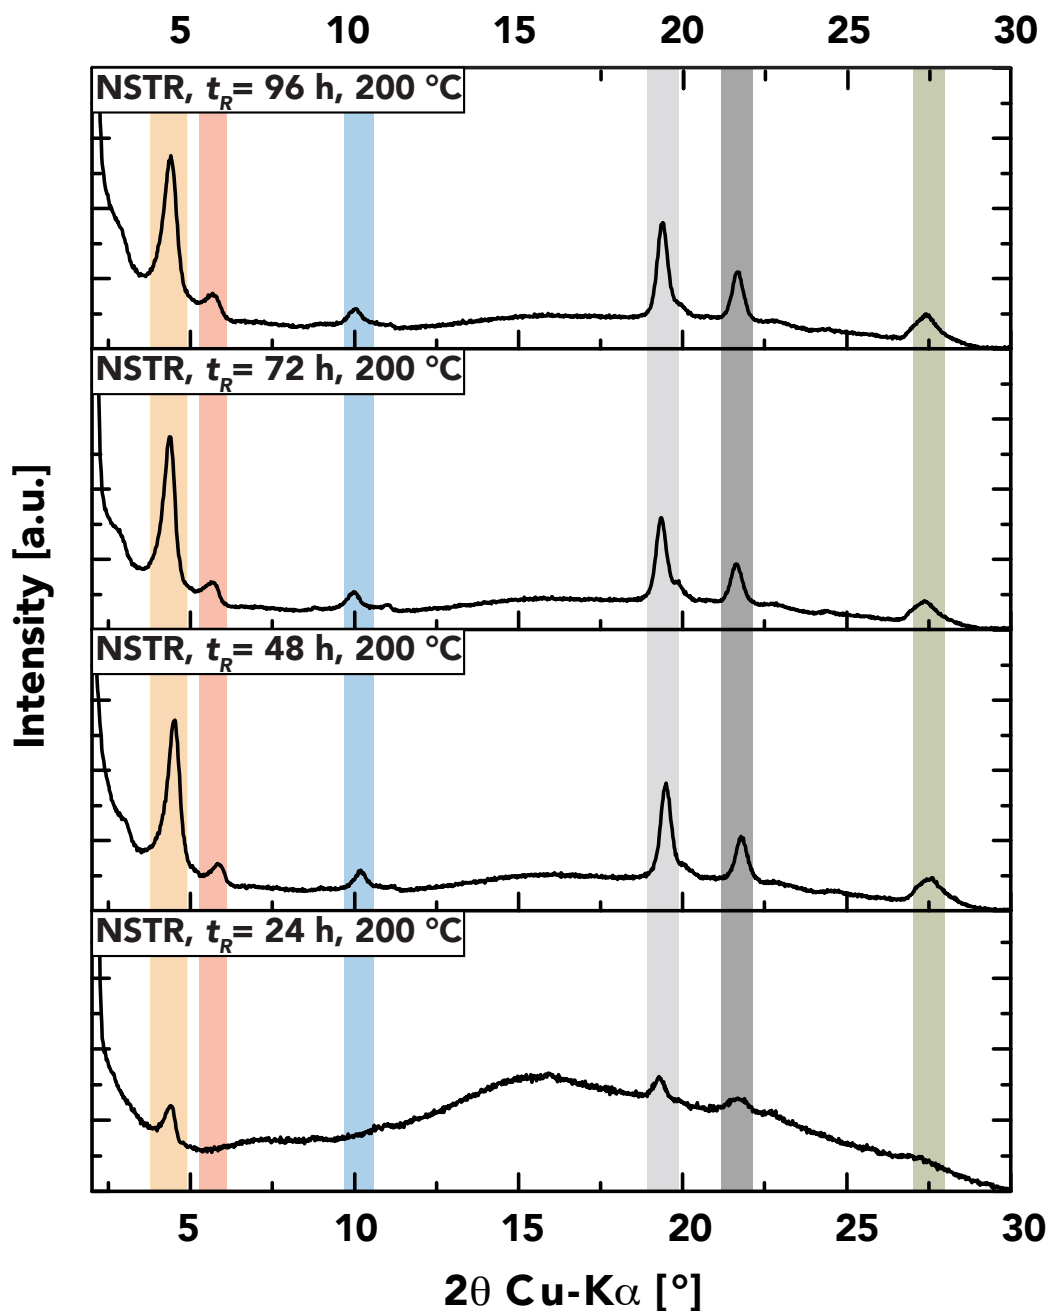 5 10 15 20 25 30
NSTR, tR= 96 h, 200 °C
NSTR, tR= 72 h, 200 °C
NSTR, tR= 48 h, 200 °C
NSTR, tR= 24 h, 200 °C
Intensity [a.u.]
5 10 15 20 25 30
2θ Cu-Kα [°]